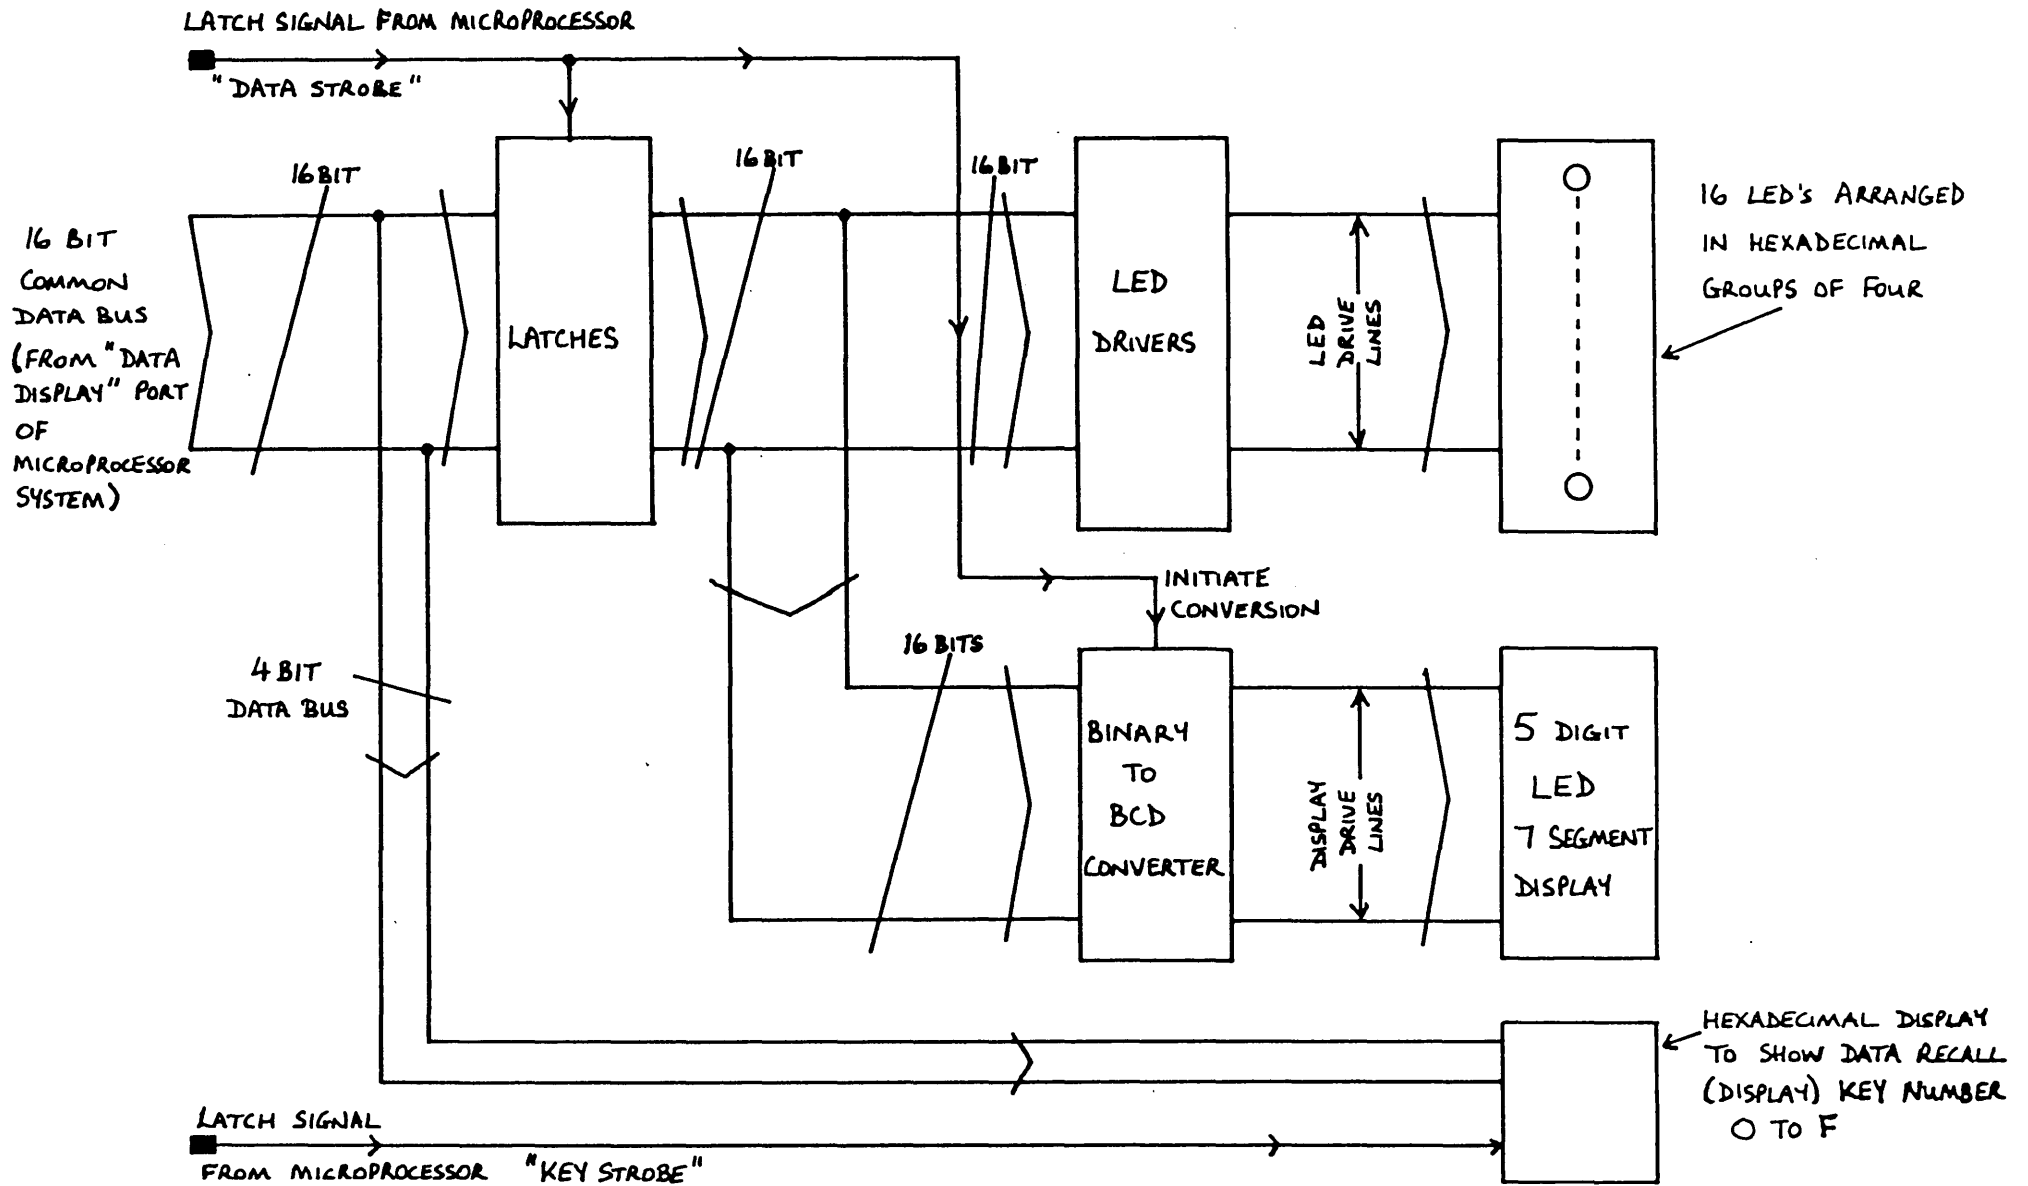 LATCH SIGNAL FROM MICROPROCESSOR
"DATA STROBE"
16 BIT
16 BIT
16 BIT
16 BIT
COMMON
DATA BUS
(FROM "DATA
DISPLAY" PORT
OF
MICROPROCESSOR
SYSTEM)
LATCHES
LED
DRIVERS
LED
DRIVE
LINES
16 LED's ARRANGED
IN HEXADECIMAL
GROUPS OF FOUR
INITIATE
CONVERSION
4 BIT
DATA BUS
16 BITS
BINARY
TO
BCD
CONVERTER
DISPLAY
DRIVE
LINES
5 DIGIT
LED
7 SEGMENT
DISPLAY
HEXADECIMAL DISPLAY
TO SHOW DATA RECALL
(DISPLAY) KEY NUMBER
0 TO F
LATCH SIGNAL
FROM MICROPROCESSOR "KEY STROBE"